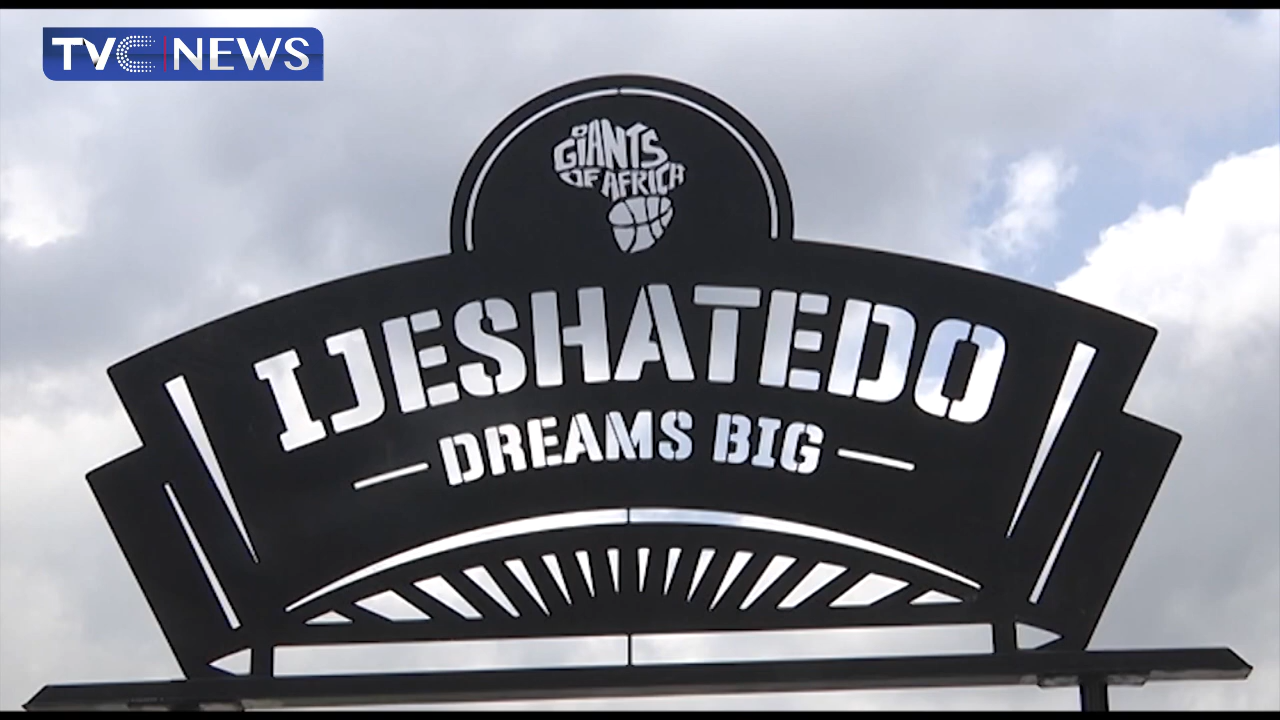 TVC NEWS
GIANTS
OF AFRICA
IJESHATEDO
DREAMS BIG